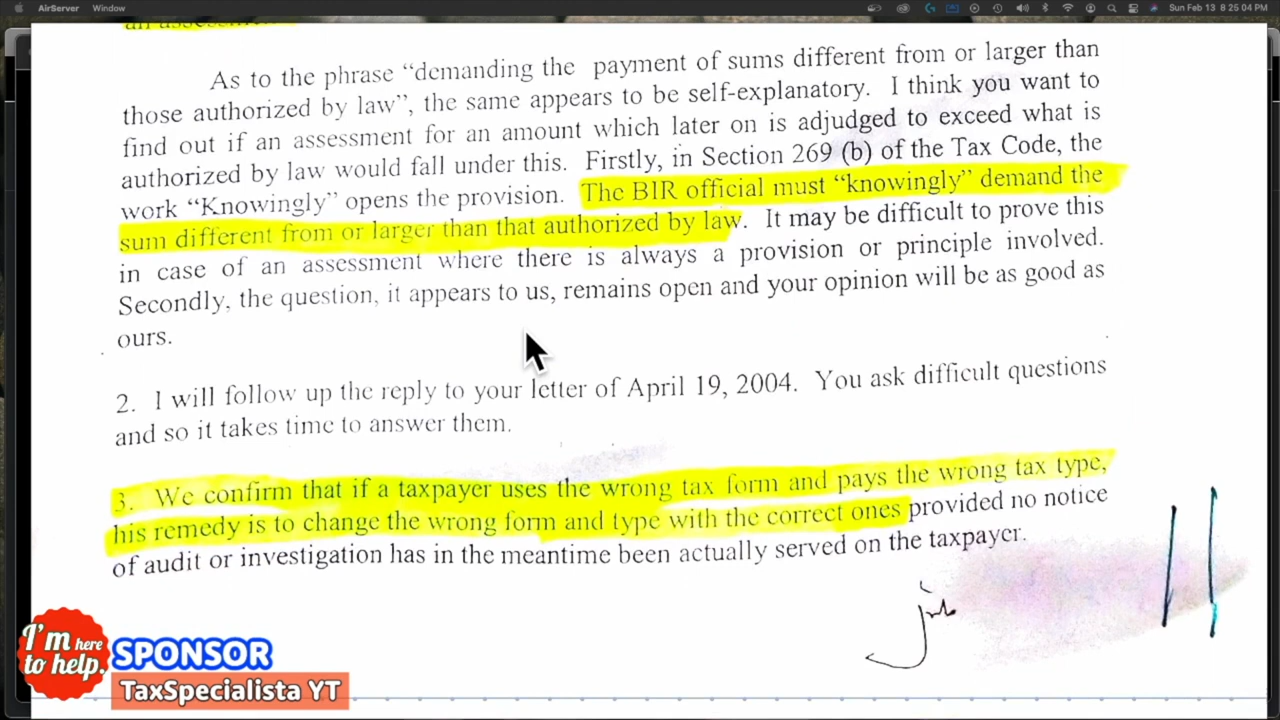 AirServer Window Sun Feb 13 8 25 04 PM
an assessment
As to the phrase “demanding the payment of sums different from or larger than
those authorized by law”, the same appears to be self-explanatory. I think you want to
find out if an assessment for an amount which later on is adjudged to exceed what is
authorized by law would fall under this. Firstly, in Section 269 (b) of the Tax Code, the
work “Knowingly” opens the provision. The BIR official must “knowingly” demand the
sum different from or larger than that authorized by law. It may be difficult to prove this
in case of an assessment where there is always a provision or principle involved.
Secondly, the question, it appears to us, remains open and your opinion will be as good as
ours.
2. I will follow up the reply to your letter of April 19, 2004. You ask difficult questions
and so it takes time to answer them.
3. We confirm that if a taxpayer uses the wrong tax form and pays the wrong tax type,
his remedy is to change the wrong form and type with the correct ones provided no notice
of audit or investigation has in the meantime been actually served on the taxpayer.
I'm here
to help.
SPONSOR
TaxSpecialista YT